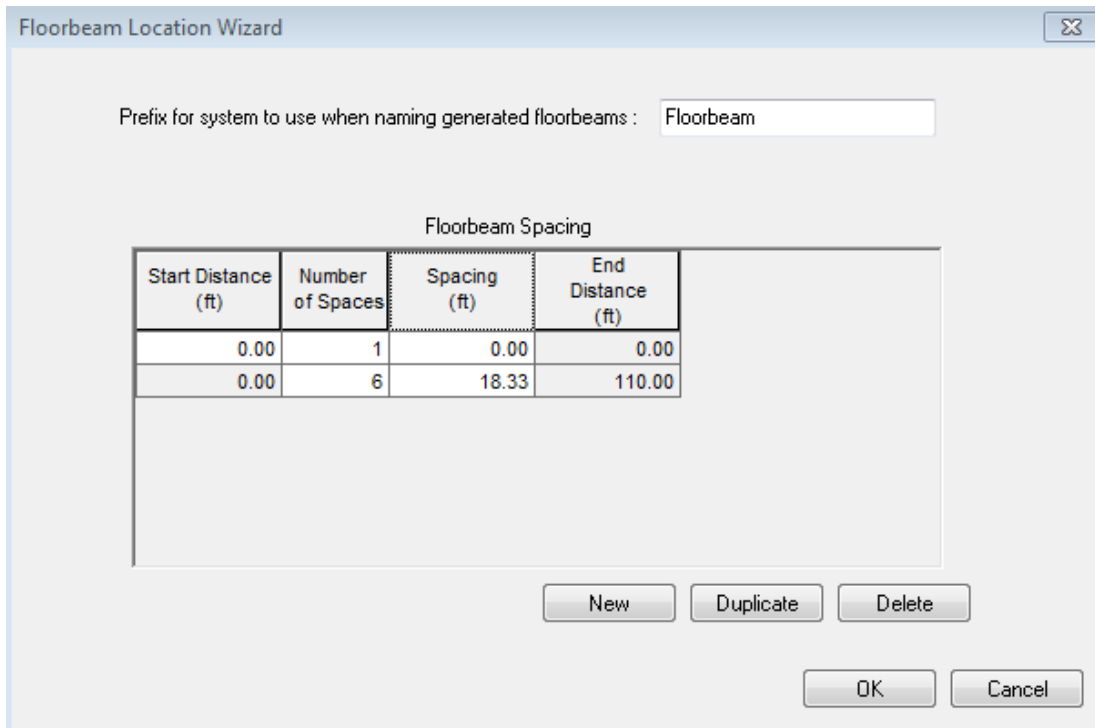 Floorbeam Location Wizard
Prefix for system to use when naming generated floorbeams : Floorbeam
Floorbeam Spacing
Start Distance (ft) Number of Spaces Spacing (ft) End Distance (ft)
0.00 1 0.00 0.00
0.00 6 18.33 110.00
New Duplicate Delete
OK Cancel